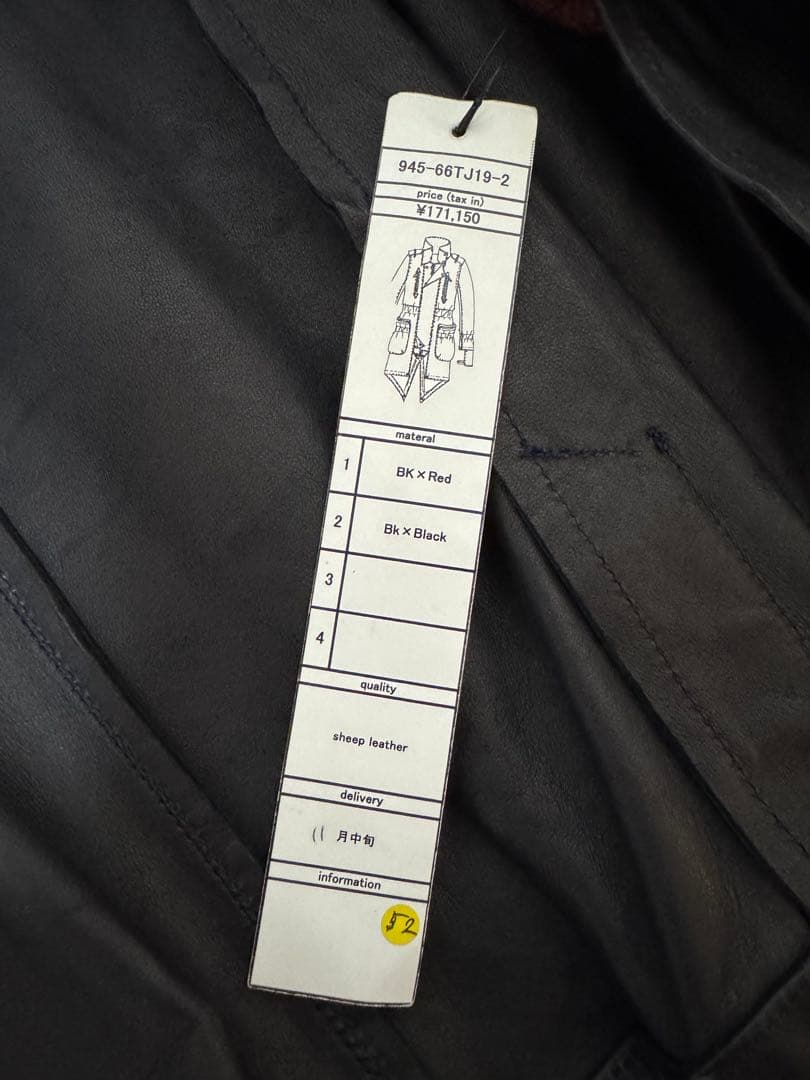 945-66TJ19-2
price (tax in)
¥171,150
materal
1 BK×Red
2 Bk×Black
3
4
quality
sheep leather
delivery
11 月中旬
information
52